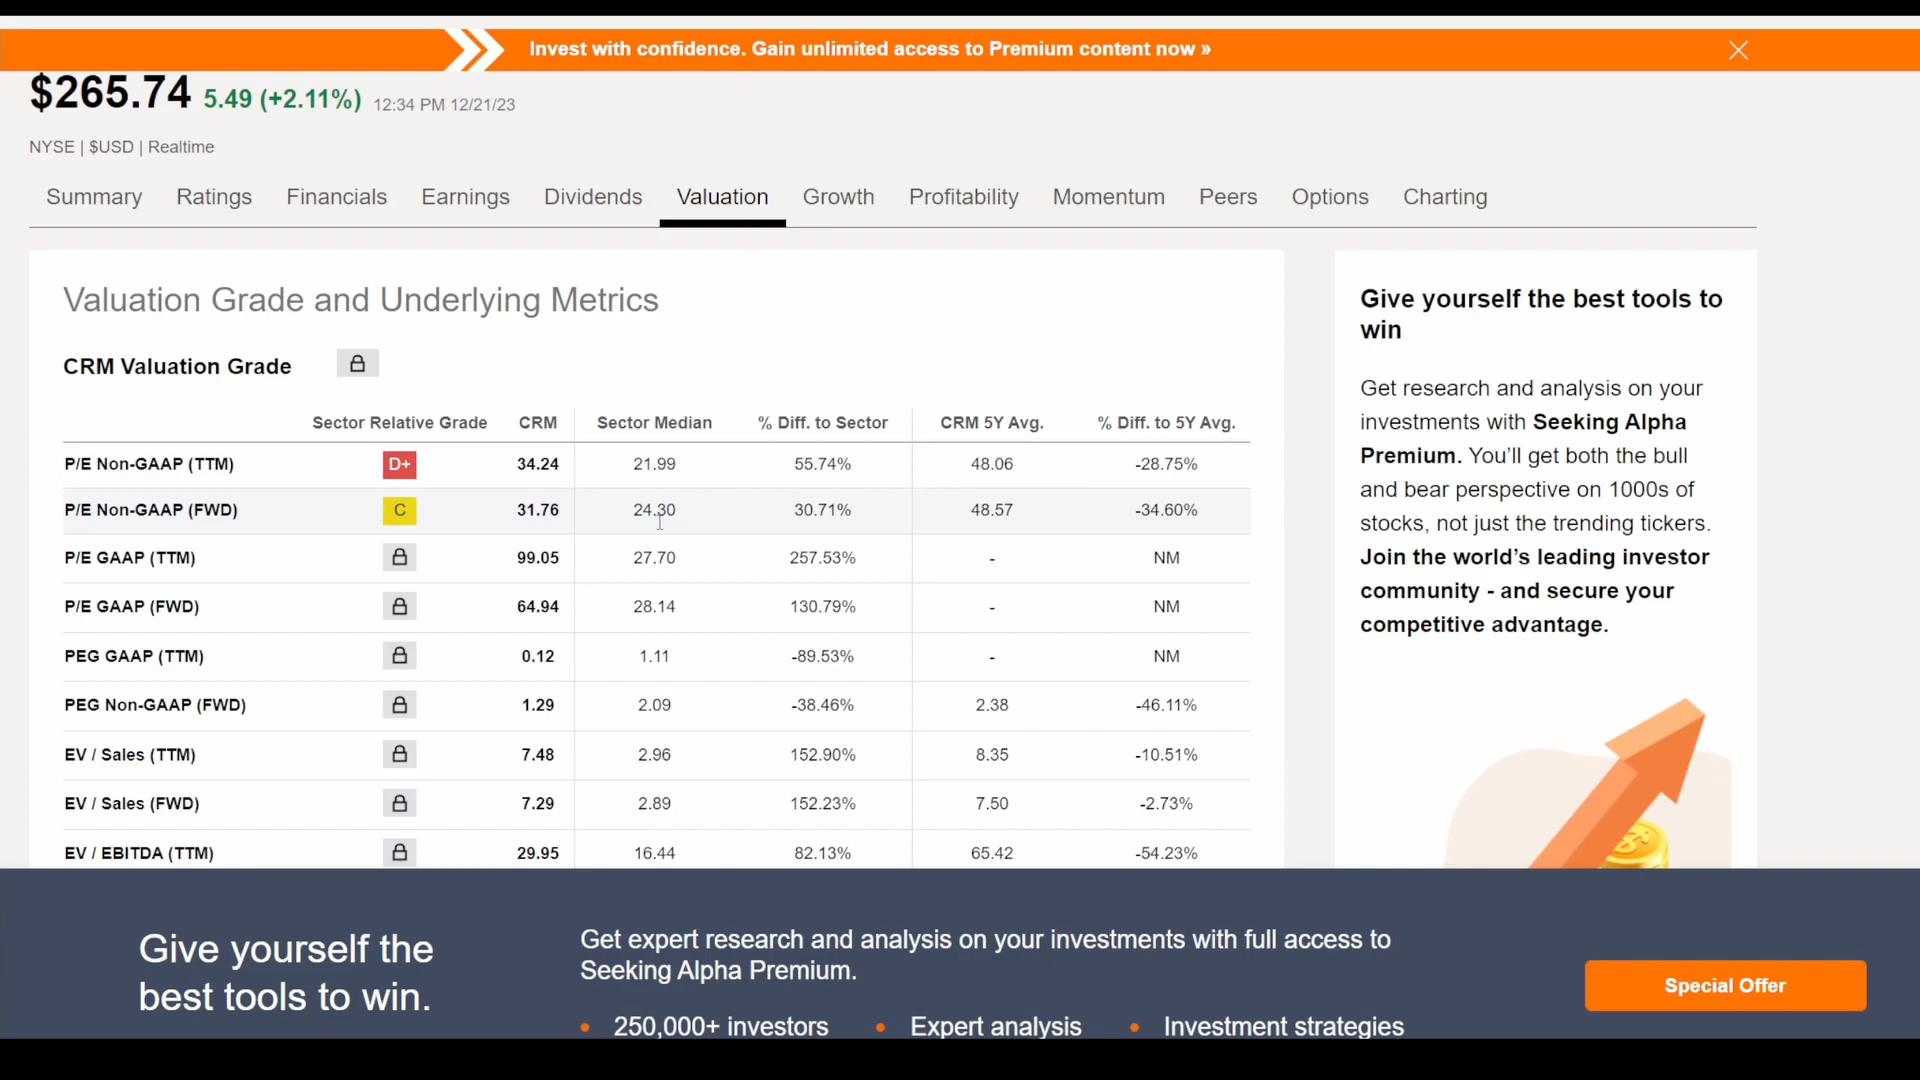 Invest with confidence. Gain unlimited access to Premium content now »
$265.74 5.49 (+2.11%) 12:34 PM 12/21/23
NYSE | $USD | Realtime
Summary Ratings Financials Earnings Dividends Valuation Growth Profitability Momentum Peers Options Charting
Valuation Grade and Underlying Metrics
CRM Valuation Grade
Sector Relative Grade CRM Sector Median % Diff. to Sector CRM 5Y Avg. % Diff. to 5Y Avg.
P/E Non-GAAP (TTM) D+ 34.24 21.99 55.74% 48.06 -28.75%
P/E Non-GAAP (FWD) C 31.76 24.30 30.71% 48.57 -34.60%
P/E GAAP (TTM) 99.05 27.70 257.53% - NM
P/E GAAP (FWD) 64.94 28.14 130.79% - NM
PEG GAAP (TTM) 0.12 1.11 -89.53% - NM
PEG Non-GAAP (FWD) 1.29 2.09 -38.46% 2.38 -46.11%
EV / Sales (TTM) 7.48 2.96 152.90% 8.35 -10.51%
EV / Sales (FWD) 7.29 2.89 152.23% 7.50 -2.73%
EV / EBITDA (TTM) 29.95 16.44 82.13% 65.42 -54.23%
Give yourself the best tools to
win
Get research and analysis on your
investments with Seeking Alpha
Premium. You’ll get both the bull
and bear perspective on 1000s of
stocks, not just the trending tickers.
Join the world’s leading investor
community - and secure your
competitive advantage.
Give yourself the
best tools to win.
Get expert research and analysis on your investments with full access to
Seeking Alpha Premium.
• 250,000+ investors • Expert analysis • Investment strategies
Special Offer